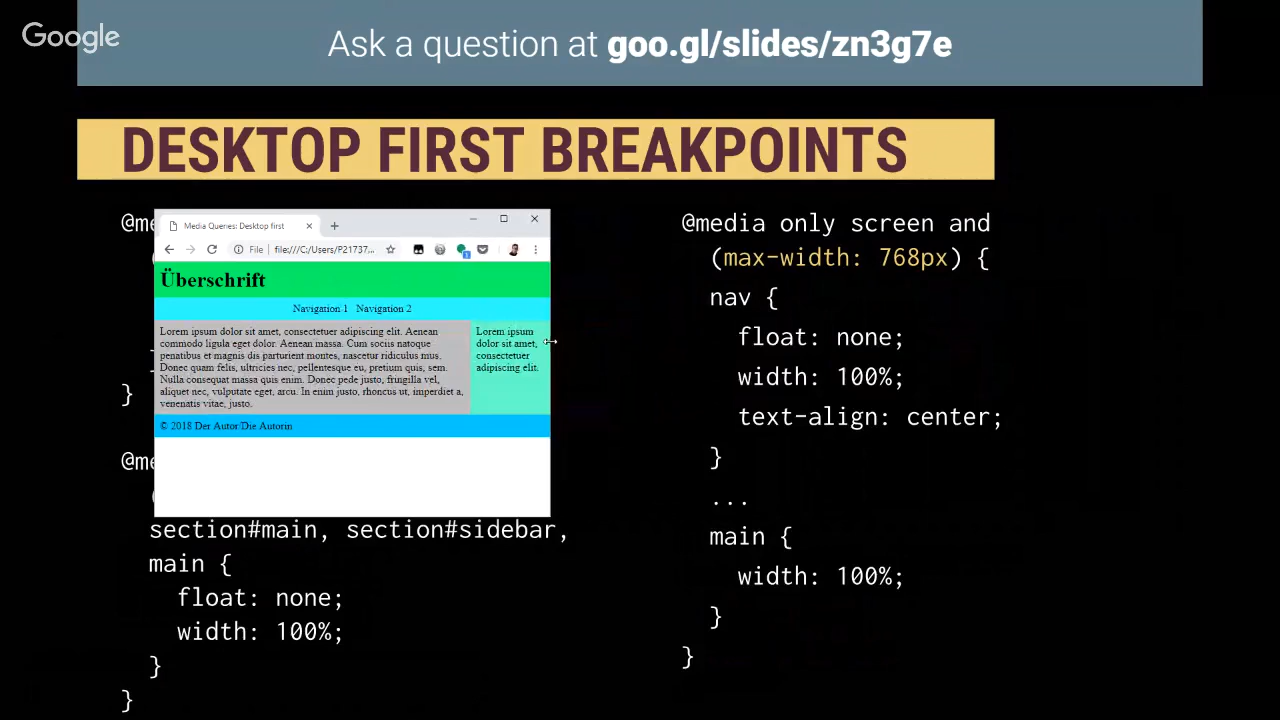 Google
Ask a question at goo.gl/slides/zn3g7e
DESKTOP FIRST BREAKPOINTS
@me
(
}
}
@me
(
section#main, section#sidebar,
main {
float: none;
width: 100%;
}
}
Media Queries: Desktop first
File
file:///C:/Users/P21737...
1
Überschrift
Navigation 1 Navigation 2
Lorem ipsum dolor sit amet, consectetuer adipiscing elit. Aenean
commodo ligula eget dolor. Aenean massa. Cum sociis natoque
penatibus et magnis dis parturient montes, nascetur ridiculus mus.
Donec quam felis, ultricies nec, pellentesque eu, pretium quis, sem.
Nulla consequat massa quis enim. Donec pede justo, fringilla vel,
aliquet nec, vulputate eget, arcu. In enim justo, rhoncus ut, imperdiet a,
venenatis vitae, justo.
Lorem ipsum
dolor sit amet,
consectetuer
adipiscing elit.
© 2018 Der Autor/Die Autorin
@media only screen and
(max-width: 768px) {
nav {
float: none;
width: 100%;
text-align: center;
}
...
main {
width: 100%;
}
}